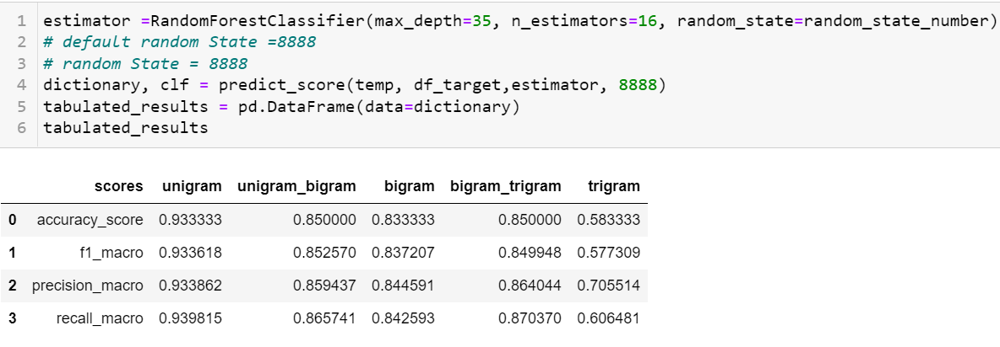 1 estimator =RandomForestClassifier(max_depth=35, n_estimators=16, random_state=random_state_number)
2 # default random State =8888
3 # random State = 8888
4 dictionary, clf = predict_score(temp, df_target,estimator, 8888)
5 tabulated_results = pd.DataFrame(data=dictionary)
6 tabulated_results
scores unigram unigram_bigram bigram bigram_trigram trigram
0 accuracy_score 0.933333 0.850000 0.833333 0.850000 0.583333
1 f1_macro 0.933618 0.852570 0.837207 0.849948 0.577309
2 precision_macro 0.933862 0.859437 0.844591 0.864044 0.705514
3 recall_macro 0.939815 0.865741 0.842593 0.870370 0.606481